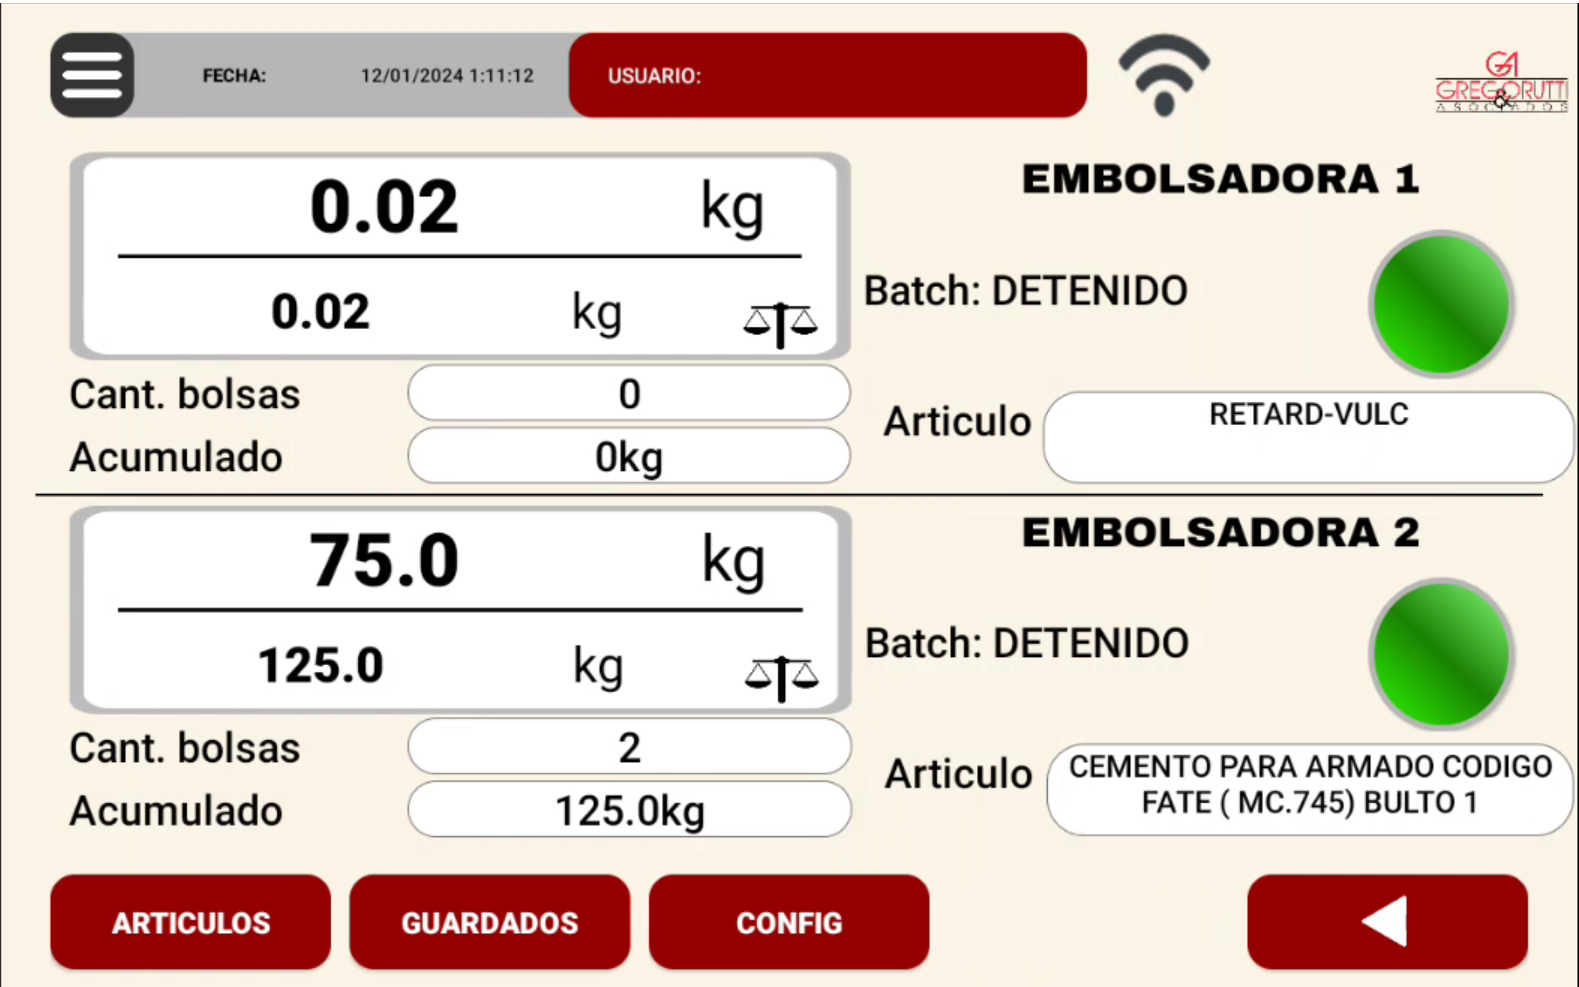 FECHA: 12/01/2024 1:11:12 USUARIO:
GREGORUTTI
&
ASOCIADOS
0.02 kg
0.02 kg
EMBOLSADORA 1
Batch: DETENIDO
Cant. bolsas 0
Acumulado 0kg
Articulo RETARD-VULC
75.0 kg
125.0 kg
EMBOLSADORA 2
Batch: DETENIDO
Cant. bolsas 2
Acumulado 125.0kg
Articulo CEMENTO PARA ARMADO CODIGO
FATE ( MC.745) BULTO 1
ARTICULOS GUARDADOS CONFIG